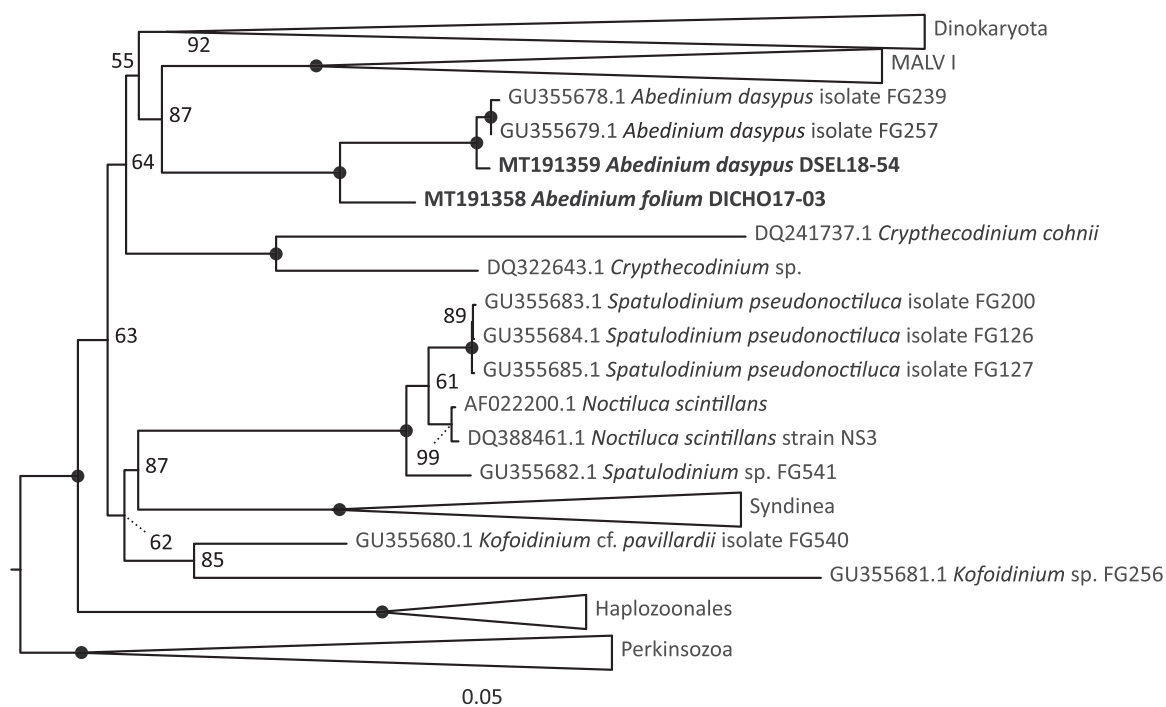 Dinokaryota
92
55
MALV I
GU355678.1 Abedinium dasypus isolate FG239
87
GU355679.1 Abedinium dasypus isolate FG257
64
MT191359 Abedinium dasypus DSEL18-54
MT191358 Abedinium folium DICHO17-03
DQ241737.1 Crypthecodinium cohnii
DQ322643.1 Crypthecodinium sp.
GU355683.1 Spatulodinium pseudonoctiluca isolate FG200
89
63
GU355684.1 Spatulodinium pseudonoctiluca isolate FG126
GU355685.1 Spatulodinium pseudonoctiluca isolate FG127
61
AF022200.1 Noctiluca scintillans
DQ388461.1 Noctiluca scintillans strain NS3
99
87
GU355682.1 Spatulodinium sp. FG541
Syndinea
62
GU355680.1 Kofoidinium cf. pavillardii isolate FG540
85
GU355681.1 Kofoidinium sp. FG256
Haplozoonales
Perkinsozoa
0.05